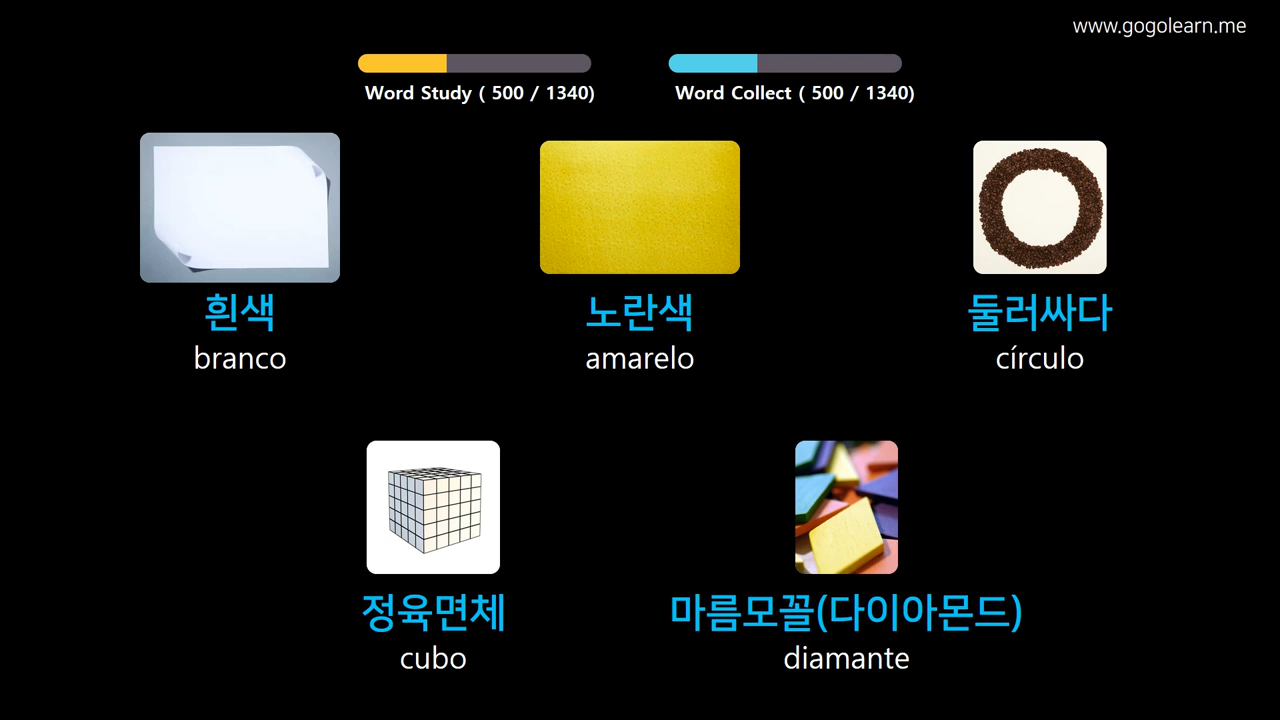 www.gogolearn.me
Word Study ( 500 / 1340)
Word Collect ( 500 / 1340)
흰색
branco
노란색
amarelo
둘러싸다
círculo
정육면체
cubo
마름모꼴(다이아몬드)
diamante